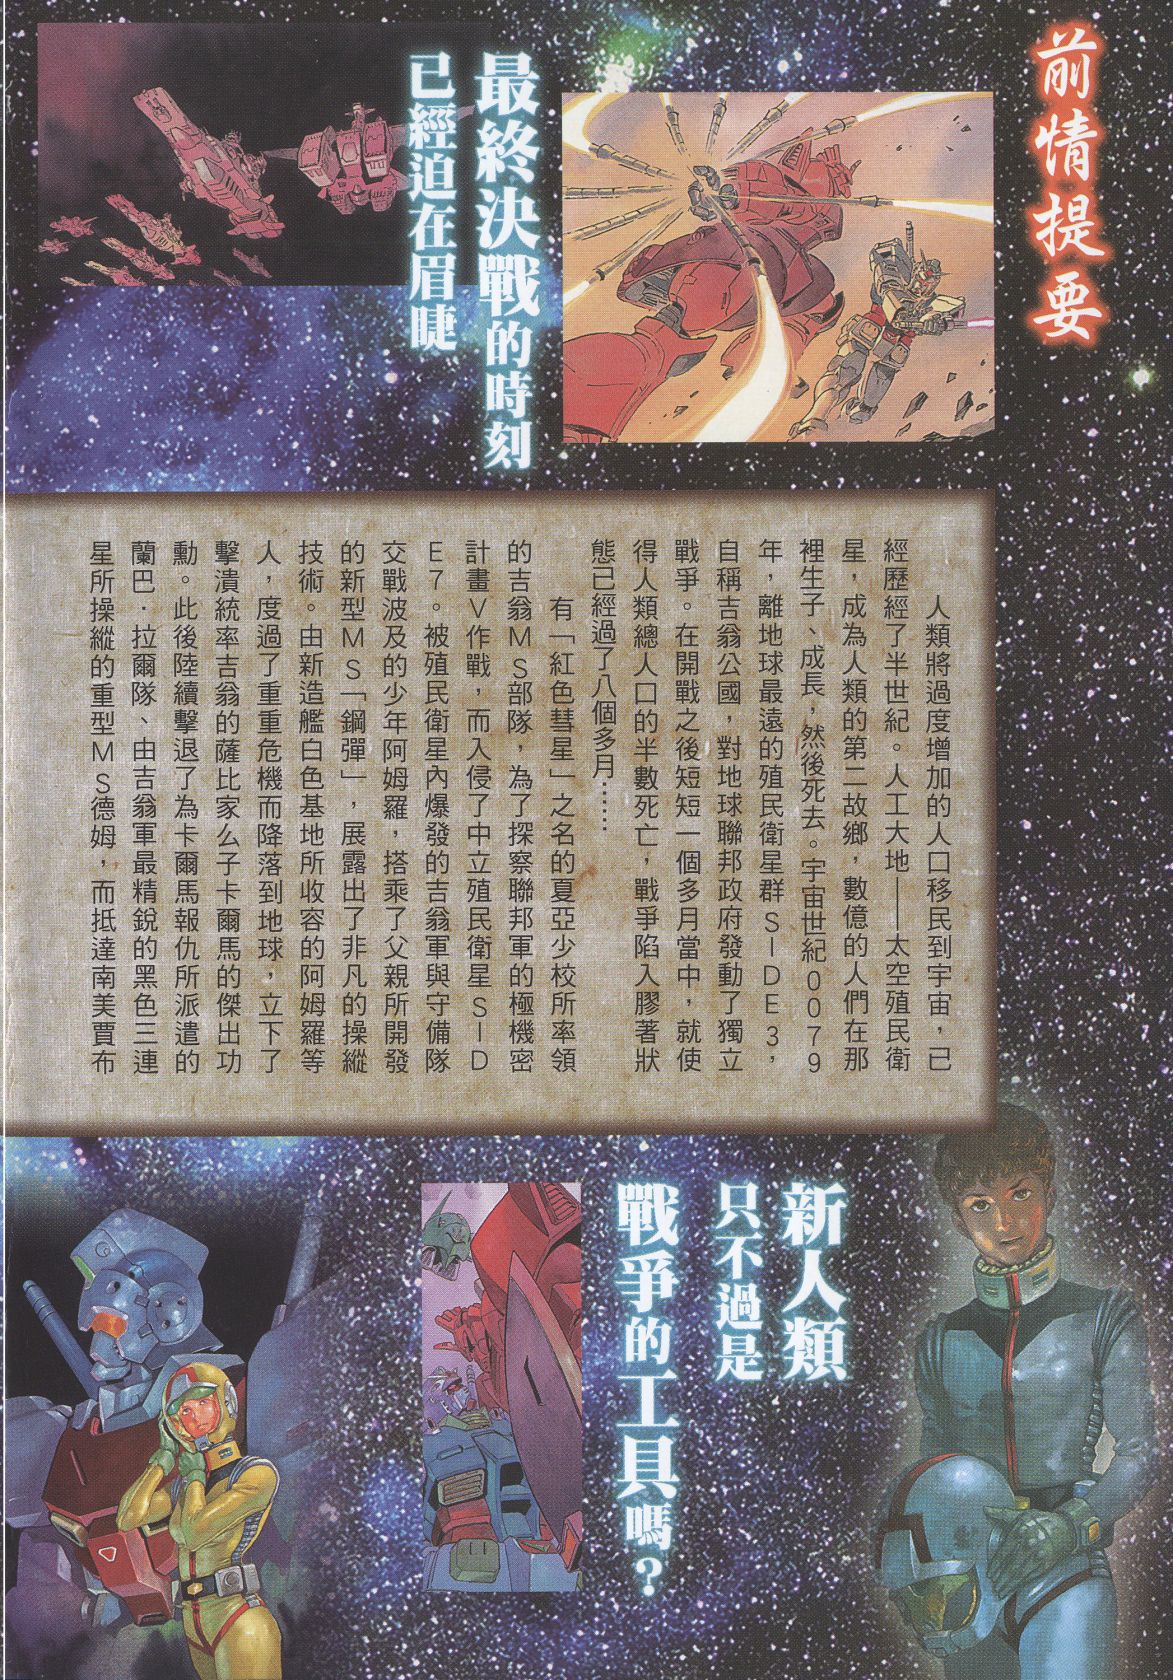 前情提要
最終決戰的時刻
已經迫在眉睫
人類將過度增加的人口移民到宇宙，已
經歷經了半世紀。人工大地——太空殖民衛
星，成為人類的第二故鄉，數億的人們在那
裡生子、成長，然後死去。宇宙世紀0079
年，離地球最遠的殖民衛星群SIDE3，
自稱吉翁公國，對地球聯邦政府發動了獨立
戰爭。在開戰之後短短一個多月當中，就使
得人類總人口的半數死亡，戰爭陷入膠著狀
態已經過了八個多月……
有「紅色彗星」之名的夏亞少校所率領
的吉翁MS部隊，為了探察聯邦軍的極機密
計畫V作戰，而入侵了中立殖民衛星SID
E7。被殖民衛星內爆發的吉翁軍與守備隊
交戰波及的少年阿姆羅，搭乘了父親所開發
的新型MS「鋼彈」，展露出了非凡的操縱
技術。由新造艦白色基地所收容的阿姆羅等
人，度過了重重危機而降落到地球，立下了
擊潰統率吉翁的薩比家么子卡爾馬的傑出功
勳。此後陸續擊退了為卡爾馬報仇所派遣的
蘭巴．拉爾隊、由吉翁軍最精銳的黑色三連
星所操縱的重型MS德姆，而抵達南美賈布
新人類
只不過是
戰爭的工具嗎？